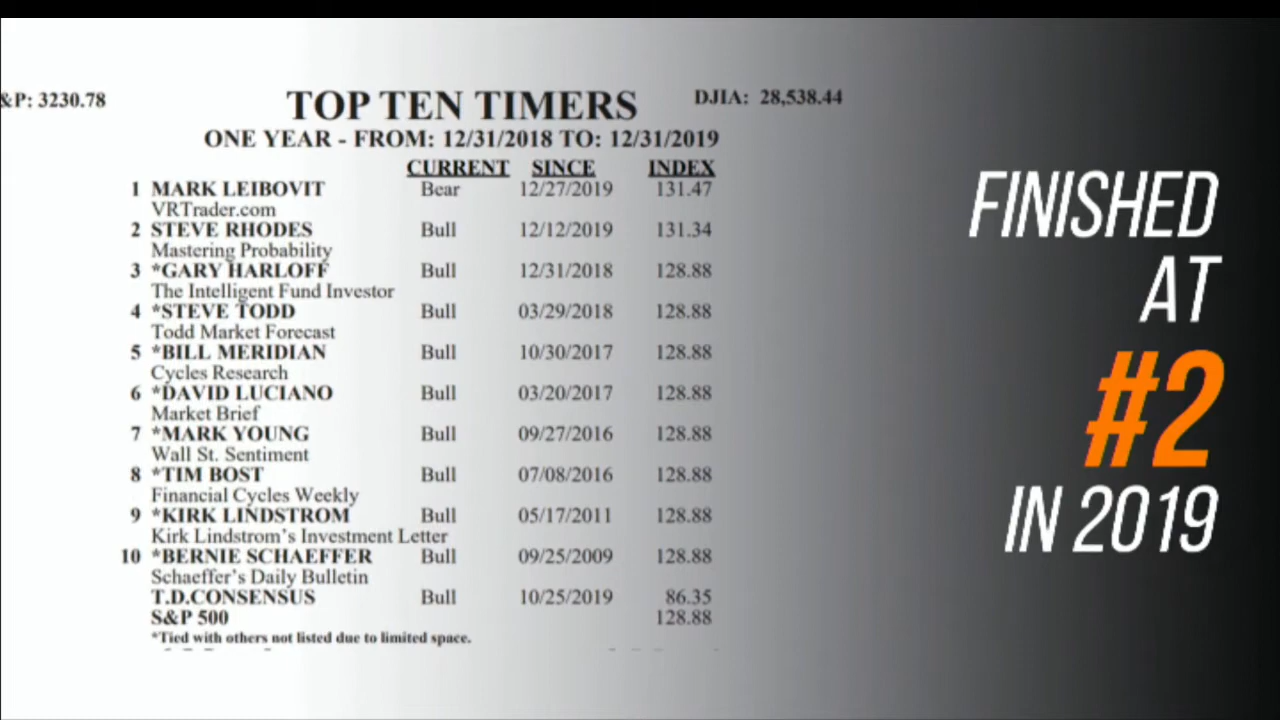 &P: 3230.78
TOP TEN TIMERS
DJIA: 28,538.44
ONE YEAR - FROM: 12/31/2018 TO: 12/31/2019
CURRENT SINCE INDEX
1 MARK LEIBOVIT Bear 12/27/2019 131.47
VRTrader.com
2 STEVE RHODES Bull 12/12/2019 131.34
Mastering Probability
3 *GARY HARLOFF Bull 12/31/2018 128.88
The Intelligent Fund Investor
4 *STEVE TODD Bull 03/29/2018 128.88
Todd Market Forecast
5 *BILL MERIDIAN Bull 10/30/2017 128.88
Cycles Research
6 *DAVID LUCIANO Bull 03/20/2017 128.88
Market Brief
7 *MARK YOUNG Bull 09/27/2016 128.88
Wall St. Sentiment
8 *TIM BOST Bull 07/08/2016 128.88
Financial Cycles Weekly
9 *KIRK LINDSTROM Bull 05/17/2011 128.88
Kirk Lindstrom's Investment Letter
10 *BERNIE SCHAEFFER Bull 09/25/2009 128.88
Schaeffer's Daily Bulletin
T.D.CONSENSUS Bull 10/25/2019 86.35
S&P 500 128.88
*Tied with others not listed due to limited space.
FINISHED
AT
#2
IN 2019